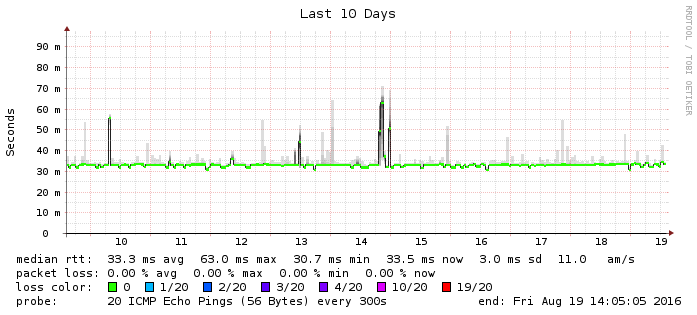 Last 10 Days
RRDTOOL / TOBI OETIKER
Seconds
90 m
80 m
70 m
60 m
50 m
40 m
30 m
20 m
10 m
0
10 11 12 13 14 15 16 17 18 19
median rtt: 33.3 ms avg 63.0 ms max 30.7 ms min 33.5 ms now 3.0 ms sd 11.0 am/s
packet loss: 0.00 % avg 0.00 % max 0.00 % min 0.00 % now
loss color: 0 1/20 2/20 3/20 4/20 10/20 19/20
probe: 20 ICMP Echo Pings (56 Bytes) every 300s end: Fri Aug 19 14:05:05 2016